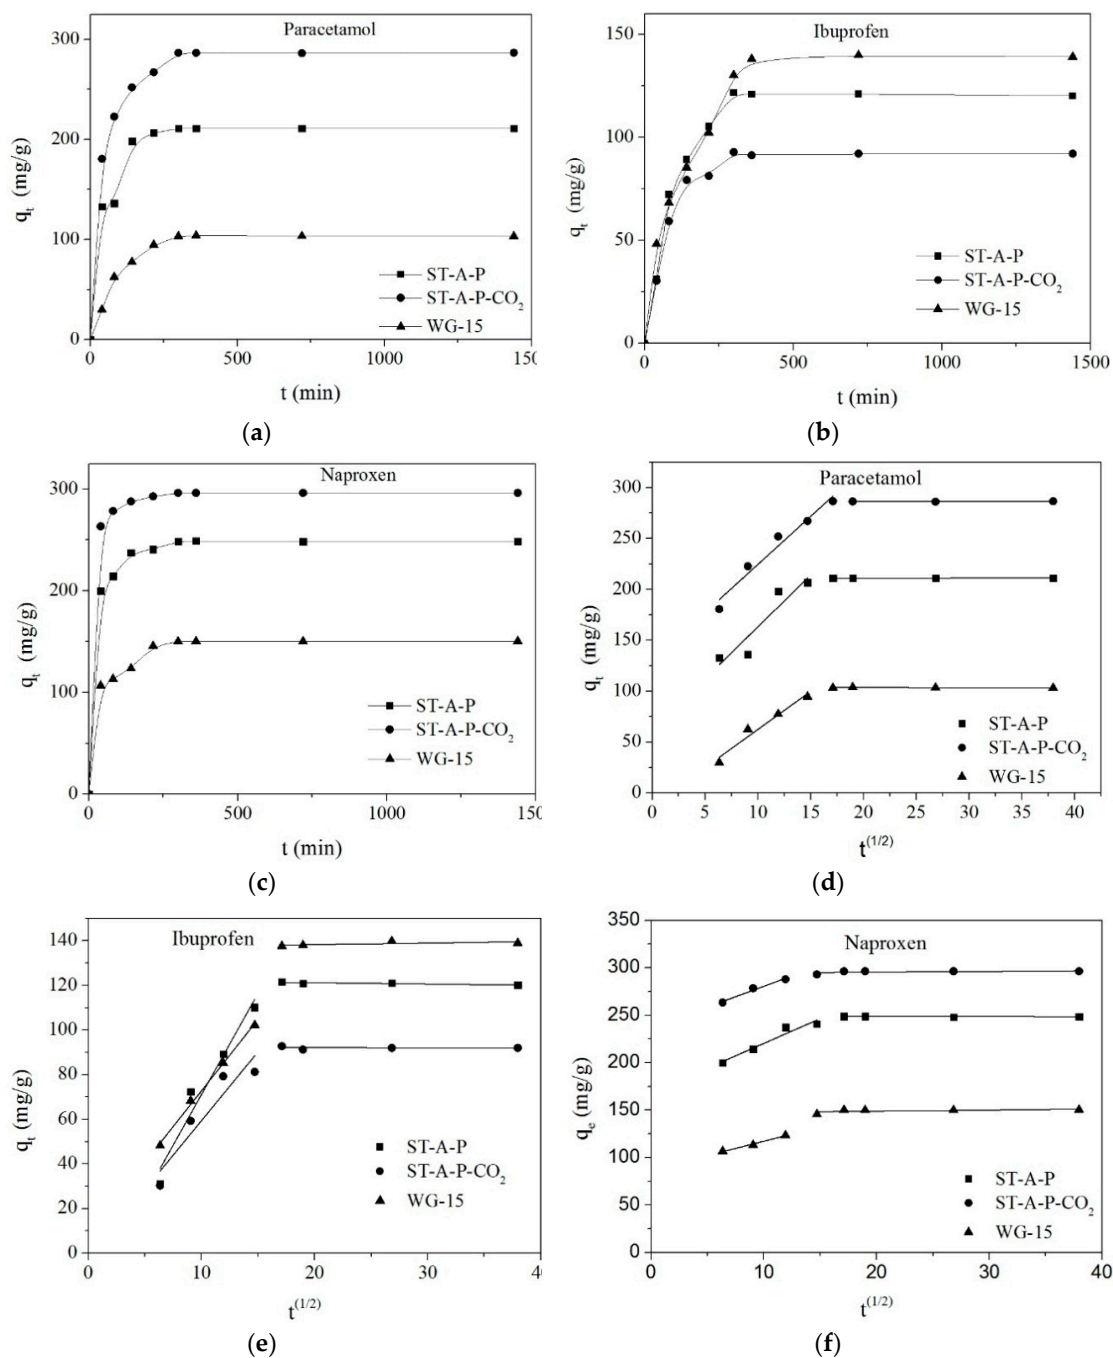 Paracetamol
300
200
100
0
q_t (mg/g)
ST-A-P
ST-A-P-CO₂
WG-15
0 500 1000 150
t (min)
(a)
Ibuprofen
150
100
50
0
q_t (mg/g)
ST-A-P
ST-A-P-CO₂
WG-15
0 500 1000 1500
t (min)
(b)
Naproxen
300
200
100
0
q_t (mg/g)
ST-A-P
ST-A-P-CO₂
WG-15
0 500 1000 150
t (min)
(c)
Paracetamol
300
250
200
150
100
50
0
q_t (mg/g)
ST-A-P
ST-A-P-CO₂
WG-15
0 5 10 15 20 25 30 35 40
t^(1/2)
(d)
Ibuprofen
140
120
100
80
60
40
20
0
q_t (mg/g)
ST-A-P
ST-A-P-CO₂
WG-15
0 10 20 30 40
t^(1/2)
(e)
Naproxen
350
300
250
200
150
100
50
0
q_e (mg/g)
ST-A-P
ST-A-P-CO₂
WG-15
0 10 20 30 40
t^(1/2)
(f)